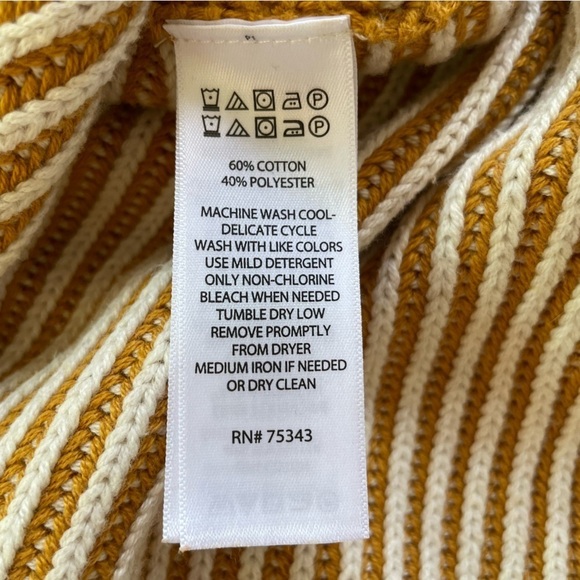 60% COTTON
40% POLYESTER
MACHINE WASH COOL-
DELICATE CYCLE
WASH WITH LIKE COLORS
USE MILD DETERGENT
ONLY NON-CHLORINE
BLEACH WHEN NEEDED
TUMBLE DRY LOW
REMOVE PROMPTLY
FROM DRYER
MEDIUM IRON IF NEEDED
OR DRY CLEAN
RN# 75343